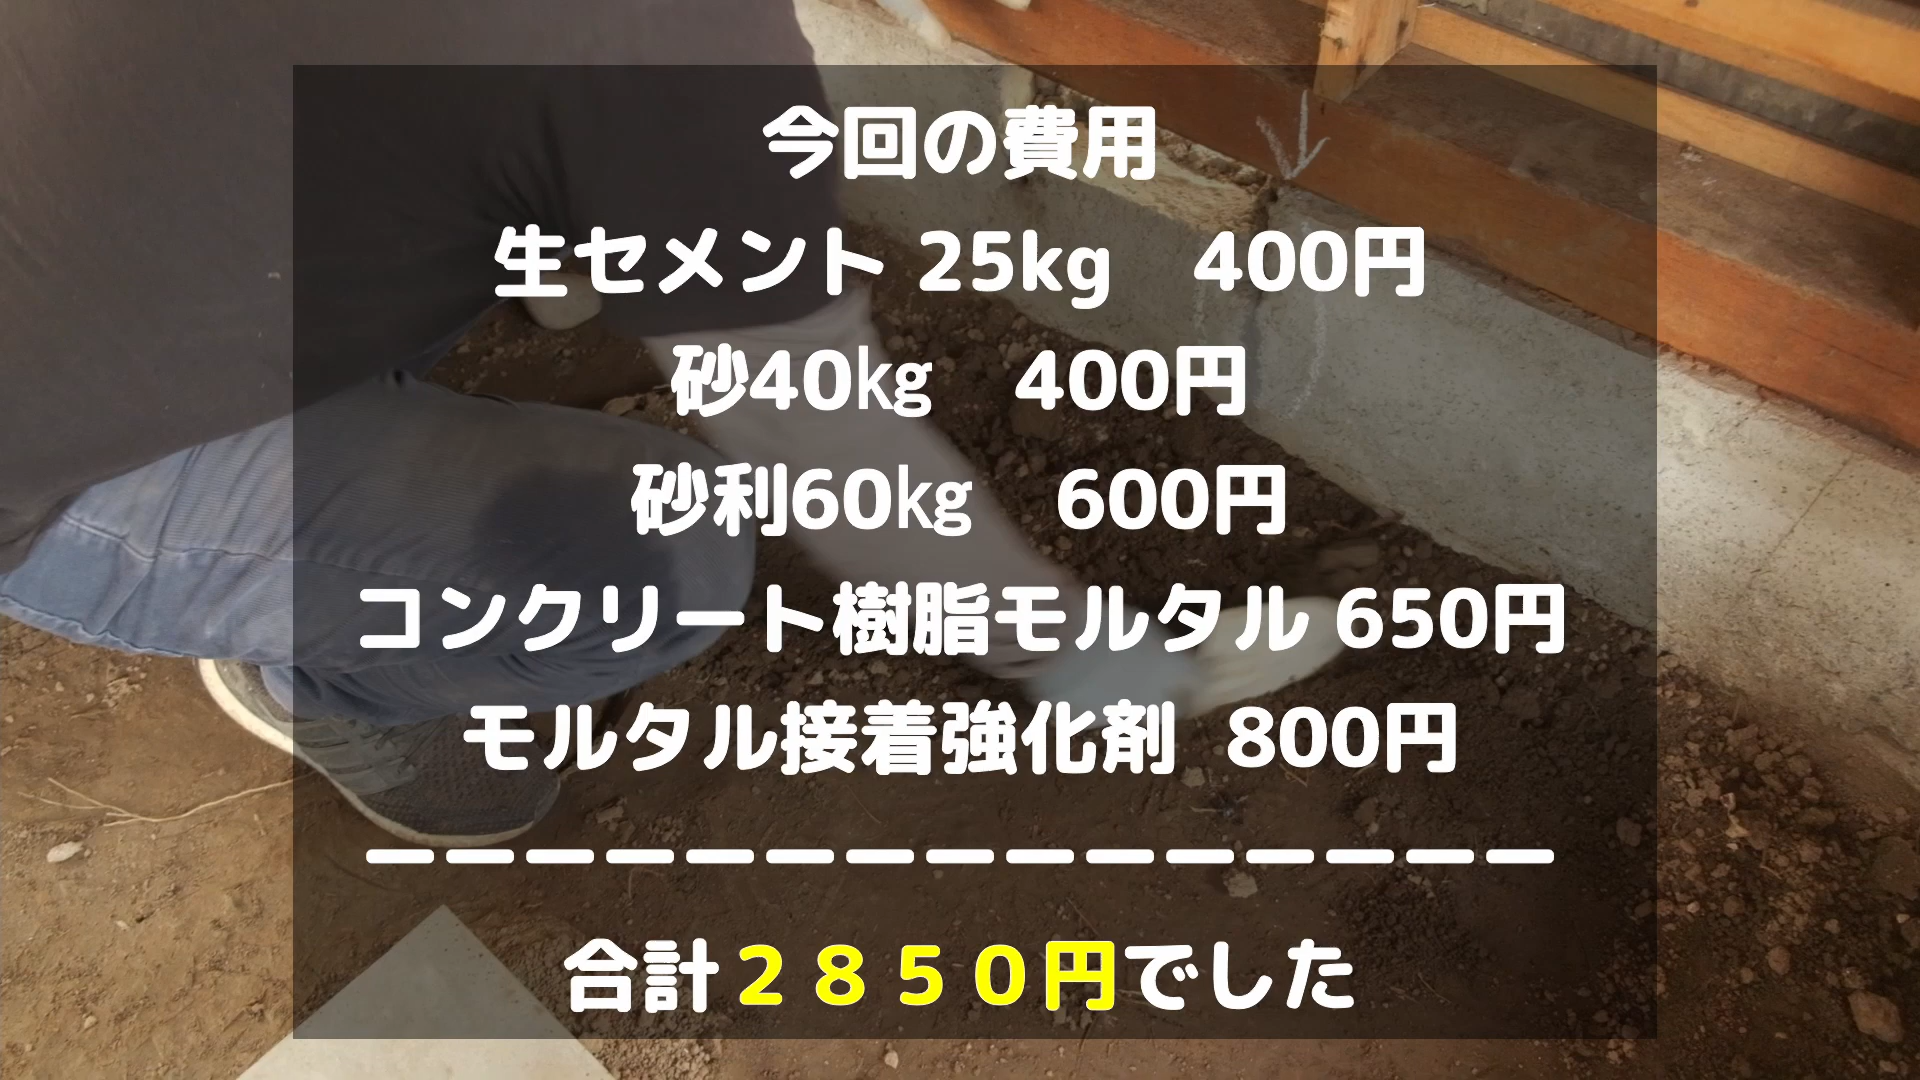 今回の費用
生セメント 25kg　400円
砂40㎏　400円
砂利60㎏　600円
コンクリート樹脂モルタル 650円
モルタル接着強化剤  800円
ーーーーーーーーーーーーーーー
合計２８５０円でした